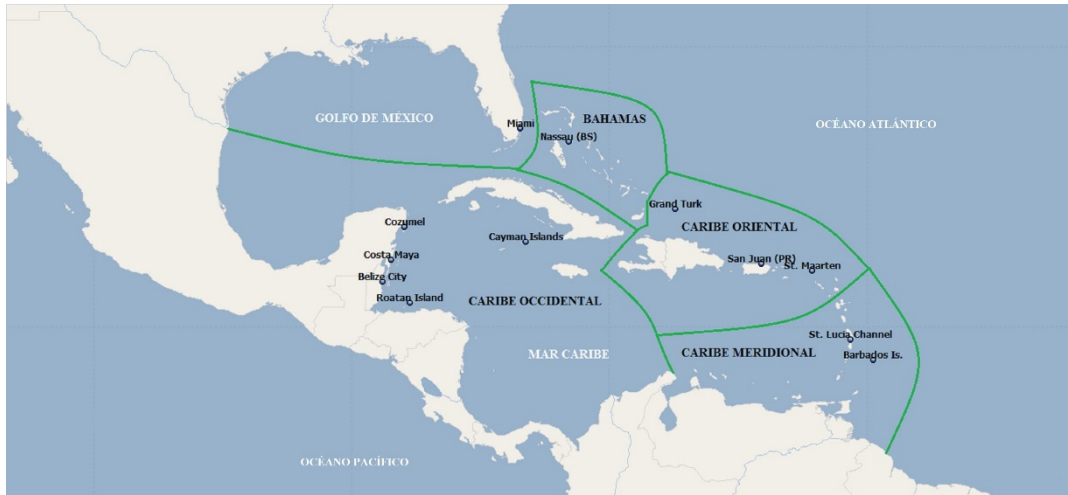 GOLFO DE MÉXICO
Miami
BAHAMAS
Nassau (BS)
OCÉANO ATLÁNTICO
Grand Turk
CARIBE ORIENTAL
Cozumel
Cayman Islands
Costa Maya
San Juan (PR)
St. Maarten
Belize City
Roatan Island
CARIBE OCCIDENTAL
St. Lucia Channel
MAR CARIBE
CARIBE MERIDIONAL
Barbados Is.
OCÉANO PACÍFICO